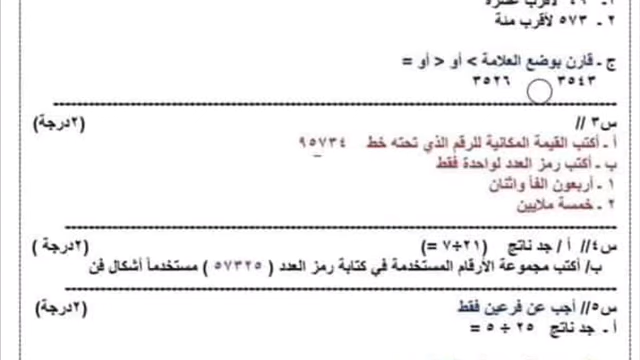 ٢ ـ ٥٧٣ لأقرب مئة
ج ـ قارن بوضع العلامة > أو < أو =
٣٥٤٣ ◯ ٣٥٢٦
س٣ // (٢درجة)
أ ـ أكتب القيمة المكانية للرقم الذي تحته خط ٩٥٧٣٤
ب ـ أكتب رمز العدد لواحدة فقط
١ ـ أربعون الفاً واثنان
٢ ـ خمسة ملايين
س٤// أ / جد ناتج (٢١÷٧ =) (٢درجة )
ب/ أكتب مجموعة الأرقام المستخدمة في كتابة رمز العدد ( ٥٧٣٢٥ ) مستخدماً أشكال فن
س٥// أجب عن فرعين فقط (٢درجة)
أ ـ جد ناتج ٢٥ ÷ ٥ =